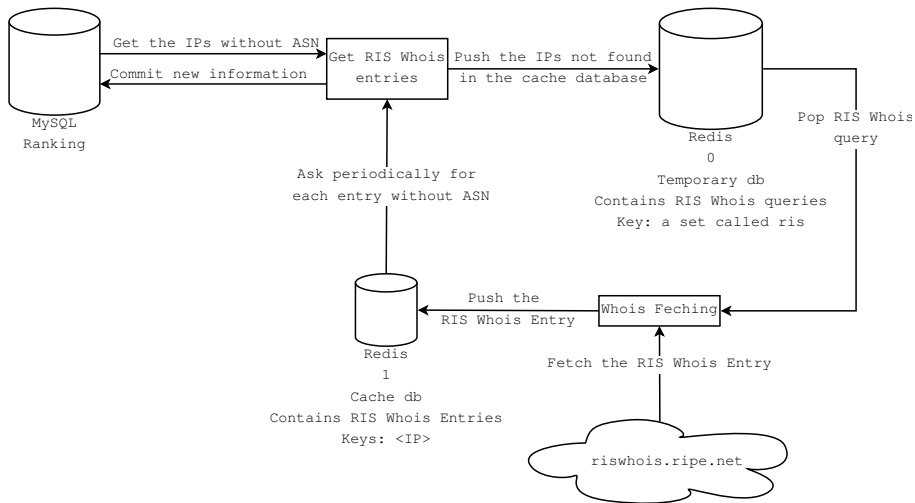 Get the IPs without ASN
Commit new information
MySQL
Ranking
Get RIS Whois
entries
Push the IPs not found
in the cache database
Redis
0
Temporary db
Contains RIS Whois queries
Key: a set called ris
Pop RIS Whois
query
Ask periodically for
each entry without ASN
Push the
RIS Whois Entry
Whois Feching
Redis
1
Cache db
Contains RIS Whois Entries
Keys: <IP>
Fetch the RIS Whois Entry
riswhois.ripe.net